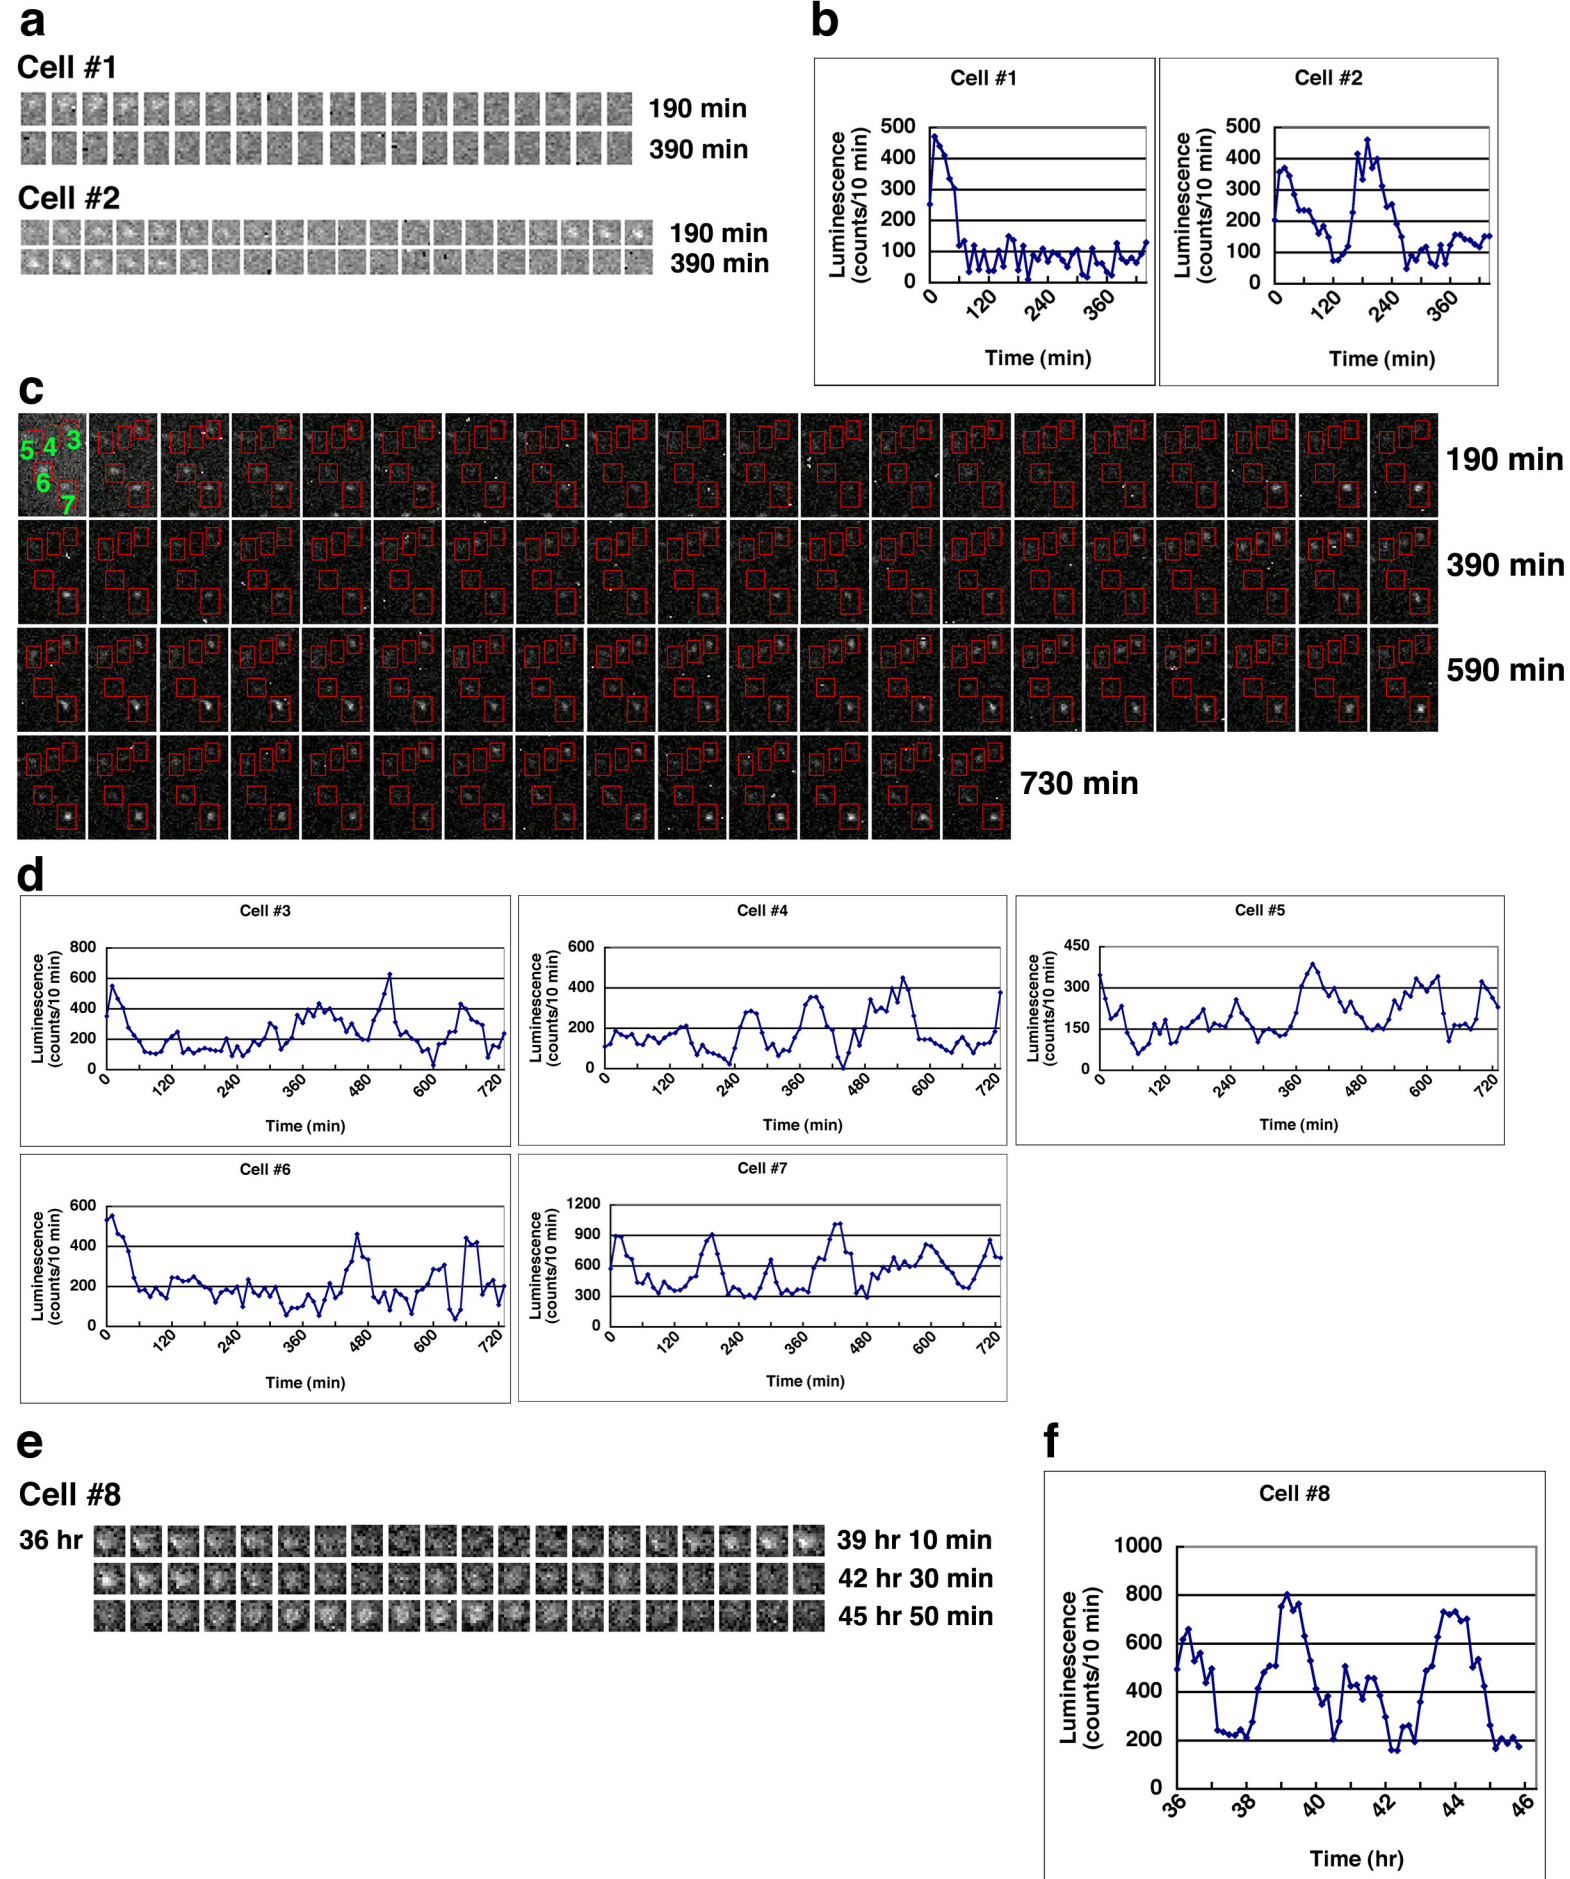 a
Cell #1
190 min
390 min
Cell #2
190 min
390 min
b
Cell #1
Luminescence
(counts/10 min)
500
400
300
200
100
0
0 120 240 360
Time (min)
Cell #2
Luminescence
(counts/10 min)
500
400
300
200
100
0
0 120 240 360
Time (min)
c
5 4 3
6
7
190 min
390 min
590 min
730 min
d
Cell #3
Luminescence
(counts/10 min)
800
600
400
200
0
0 120 240 360 480 600 720
Time (min)
Cell #4
Luminescence
(counts/10 min)
600
400
200
0
0 120 240 360 480 600 720
Time (min)
Cell #5
Luminescence
(counts/10 min)
450
300
150
0
0 120 240 360 480 600 720
Time (min)
Cell #6
Luminescence
(counts/10 min)
600
400
200
0
0 120 240 360 480 600 720
Time (min)
Cell #7
Luminescence
(counts/10 min)
1200
900
600
300
0
0 120 240 360 480 600 720
Time (min)
e
Cell #8
36 hr 39 hr 10 min
42 hr 30 min
45 hr 50 min
f
Cell #8
Luminescence
(counts/10 min)
1000
800
600
400
200
0
36 38 40 42 44 46
Time (hr)